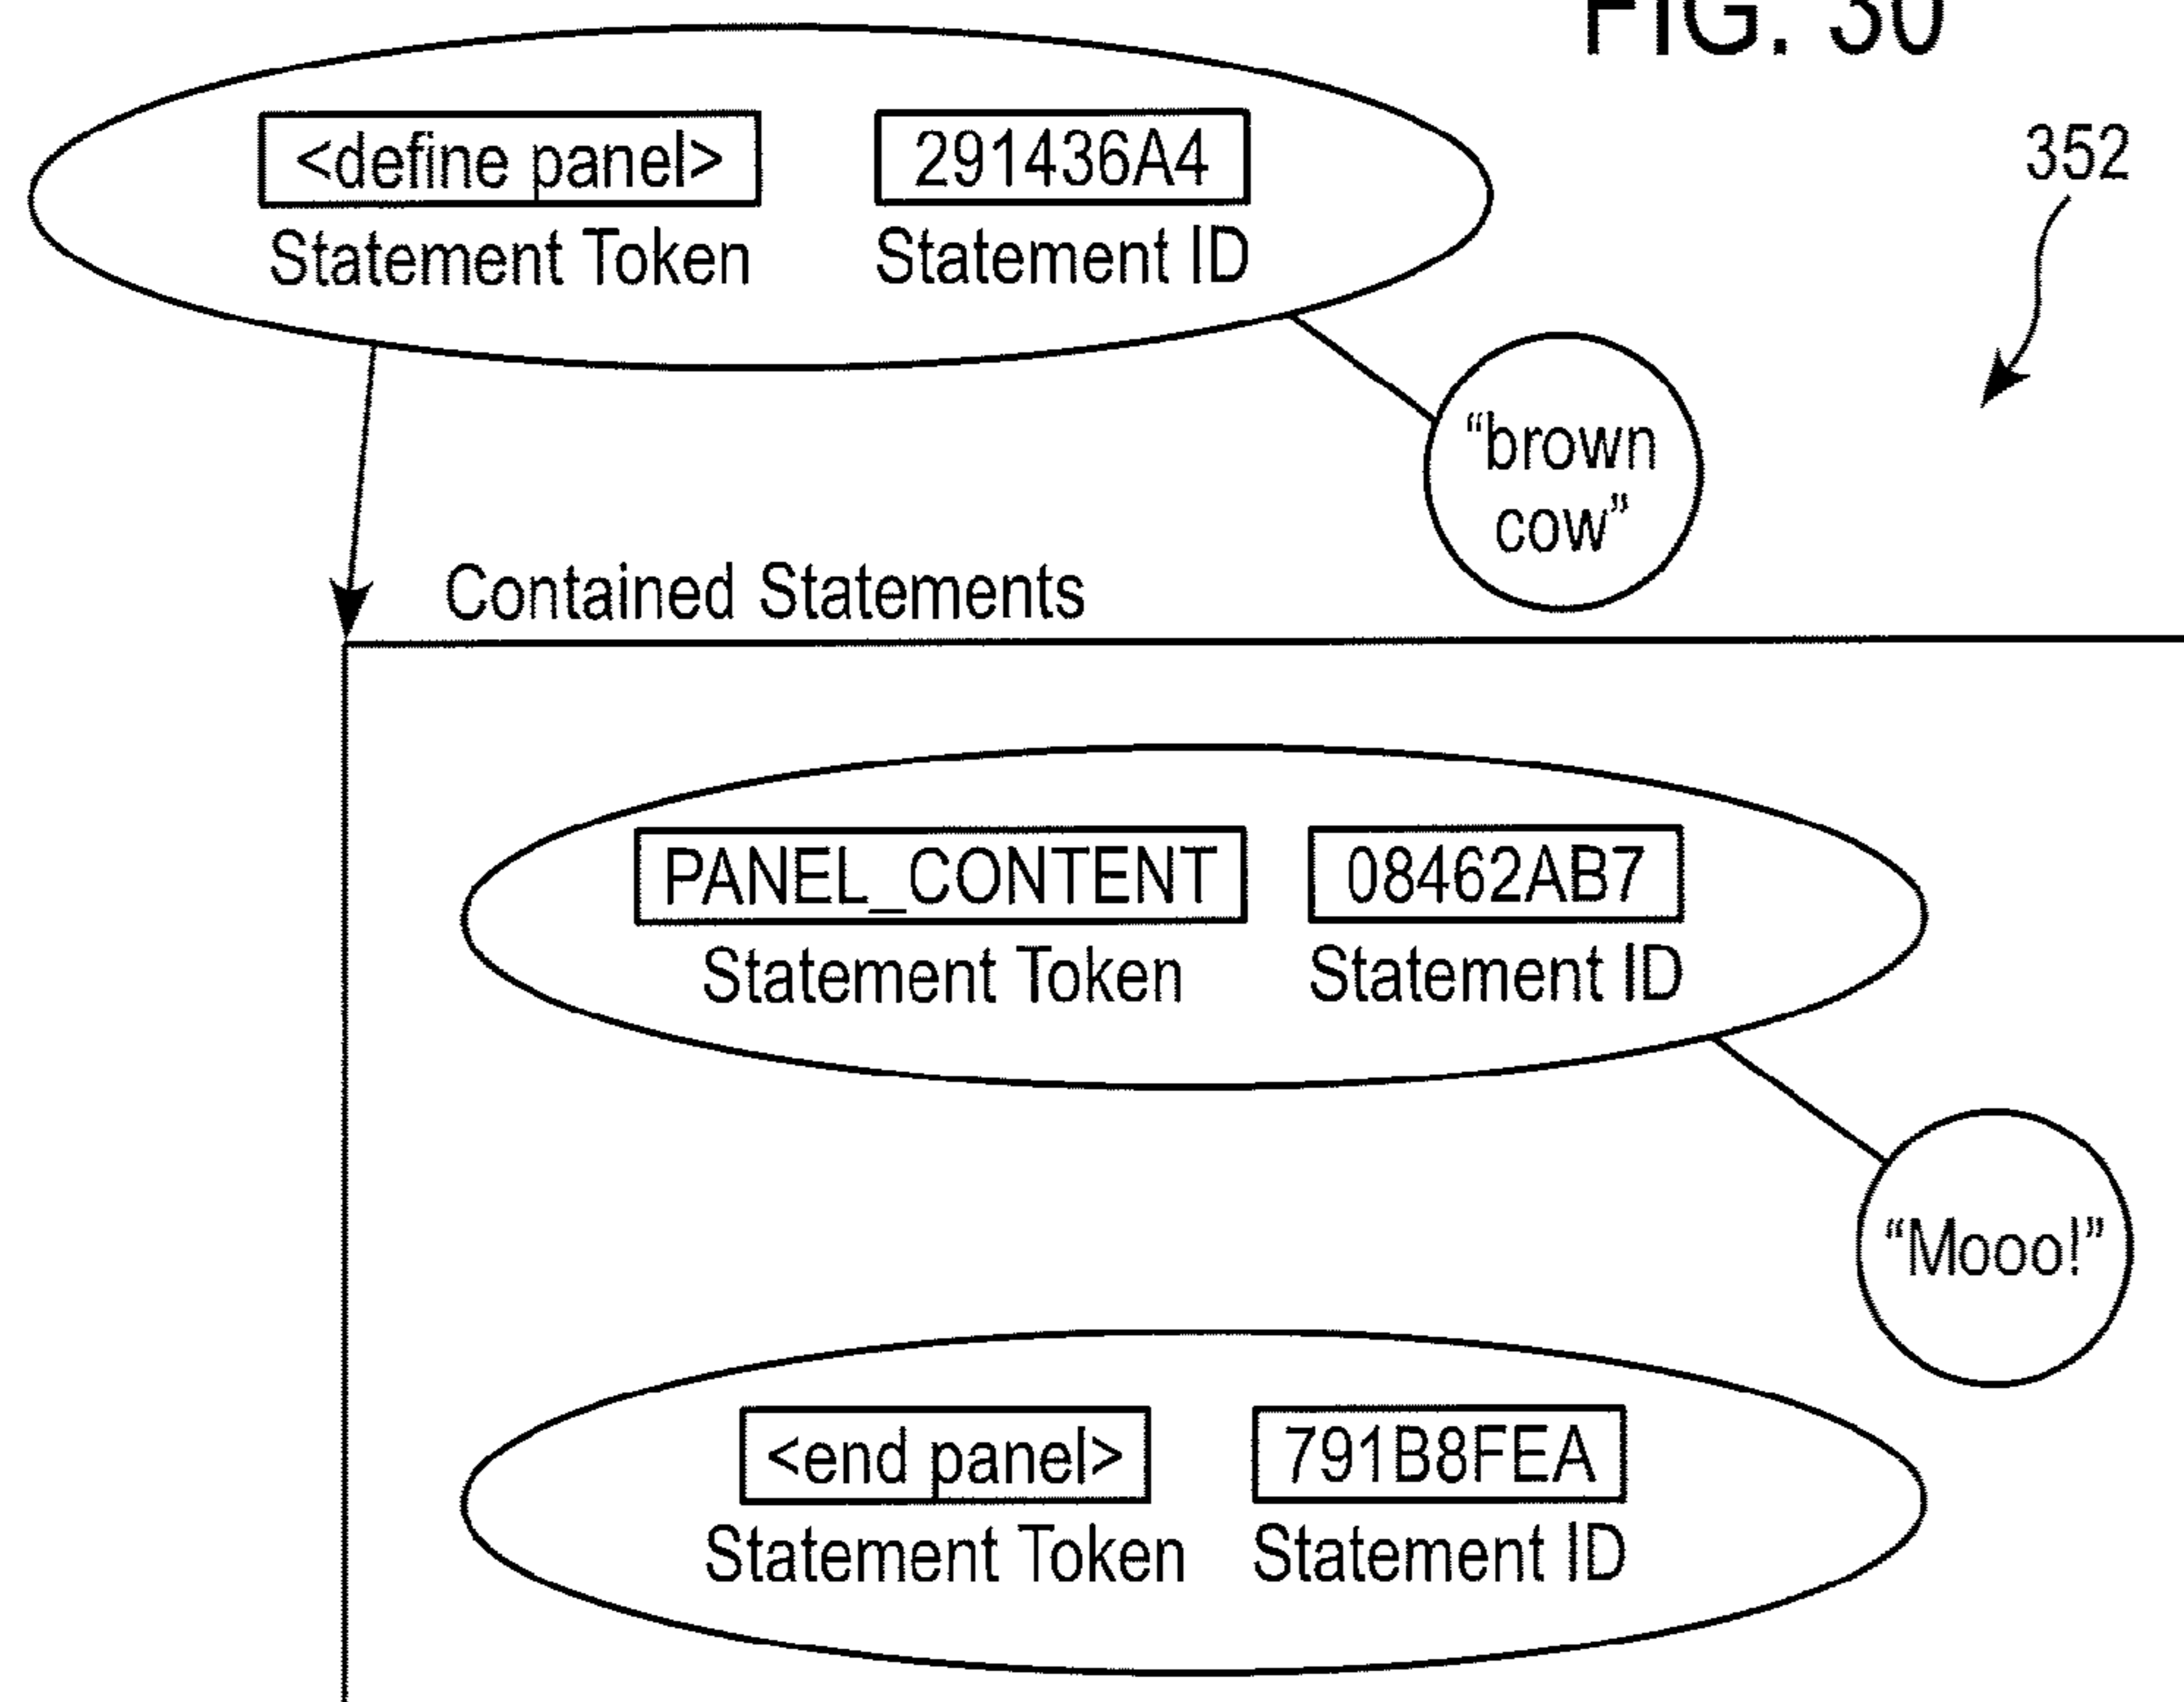 FIG. 30
<define panel> 291436A4
Statement Token Statement ID
352
“brown
cow”
Contained Statements
PANEL_CONTENT 08462AB7
Statement Token Statement ID
“Mooo!”
<end panel> 791B8FEA
Statement Token Statement ID